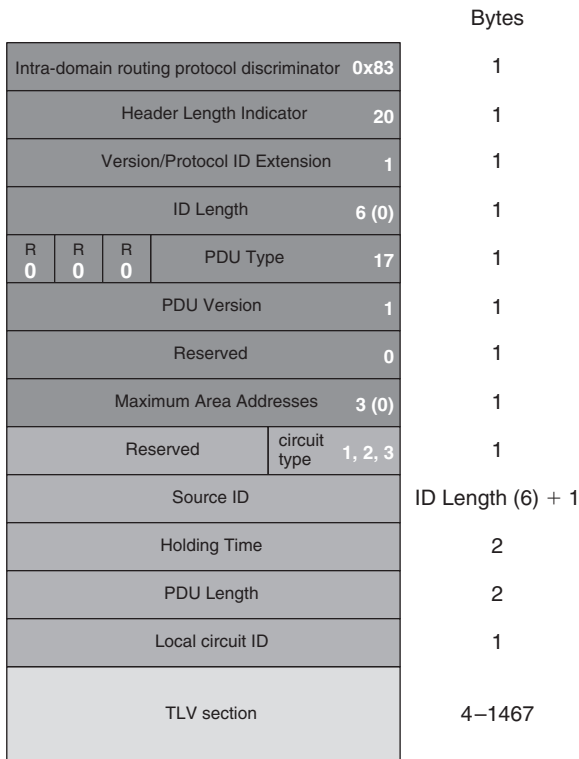 Bytes
Intra-domain routing protocol discriminator 0x83 1
Header Length Indicator 20 1
Version/Protocol ID Extension 1 1
ID Length 6 (0) 1
R R R PDU Type 17 1
0 0 0
PDU Version 1 1
Reserved 0 1
Maximum Area Addresses 3 (0) 1
Reserved circuit type 1, 2, 3 1
Source ID ID Length (6) + 1
Holding Time 2
PDU Length 2
Local circuit ID 1
TLV section 4–1467